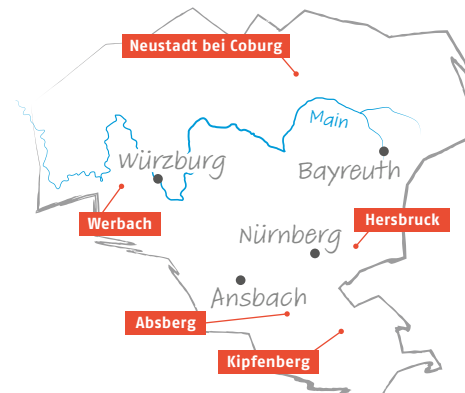 Neustadt bei Coburg
Main
Würzburg
Bayreuth
Werbach
Hersbruck
Nürnberg
Ansbach
Absberg
Kipfenberg